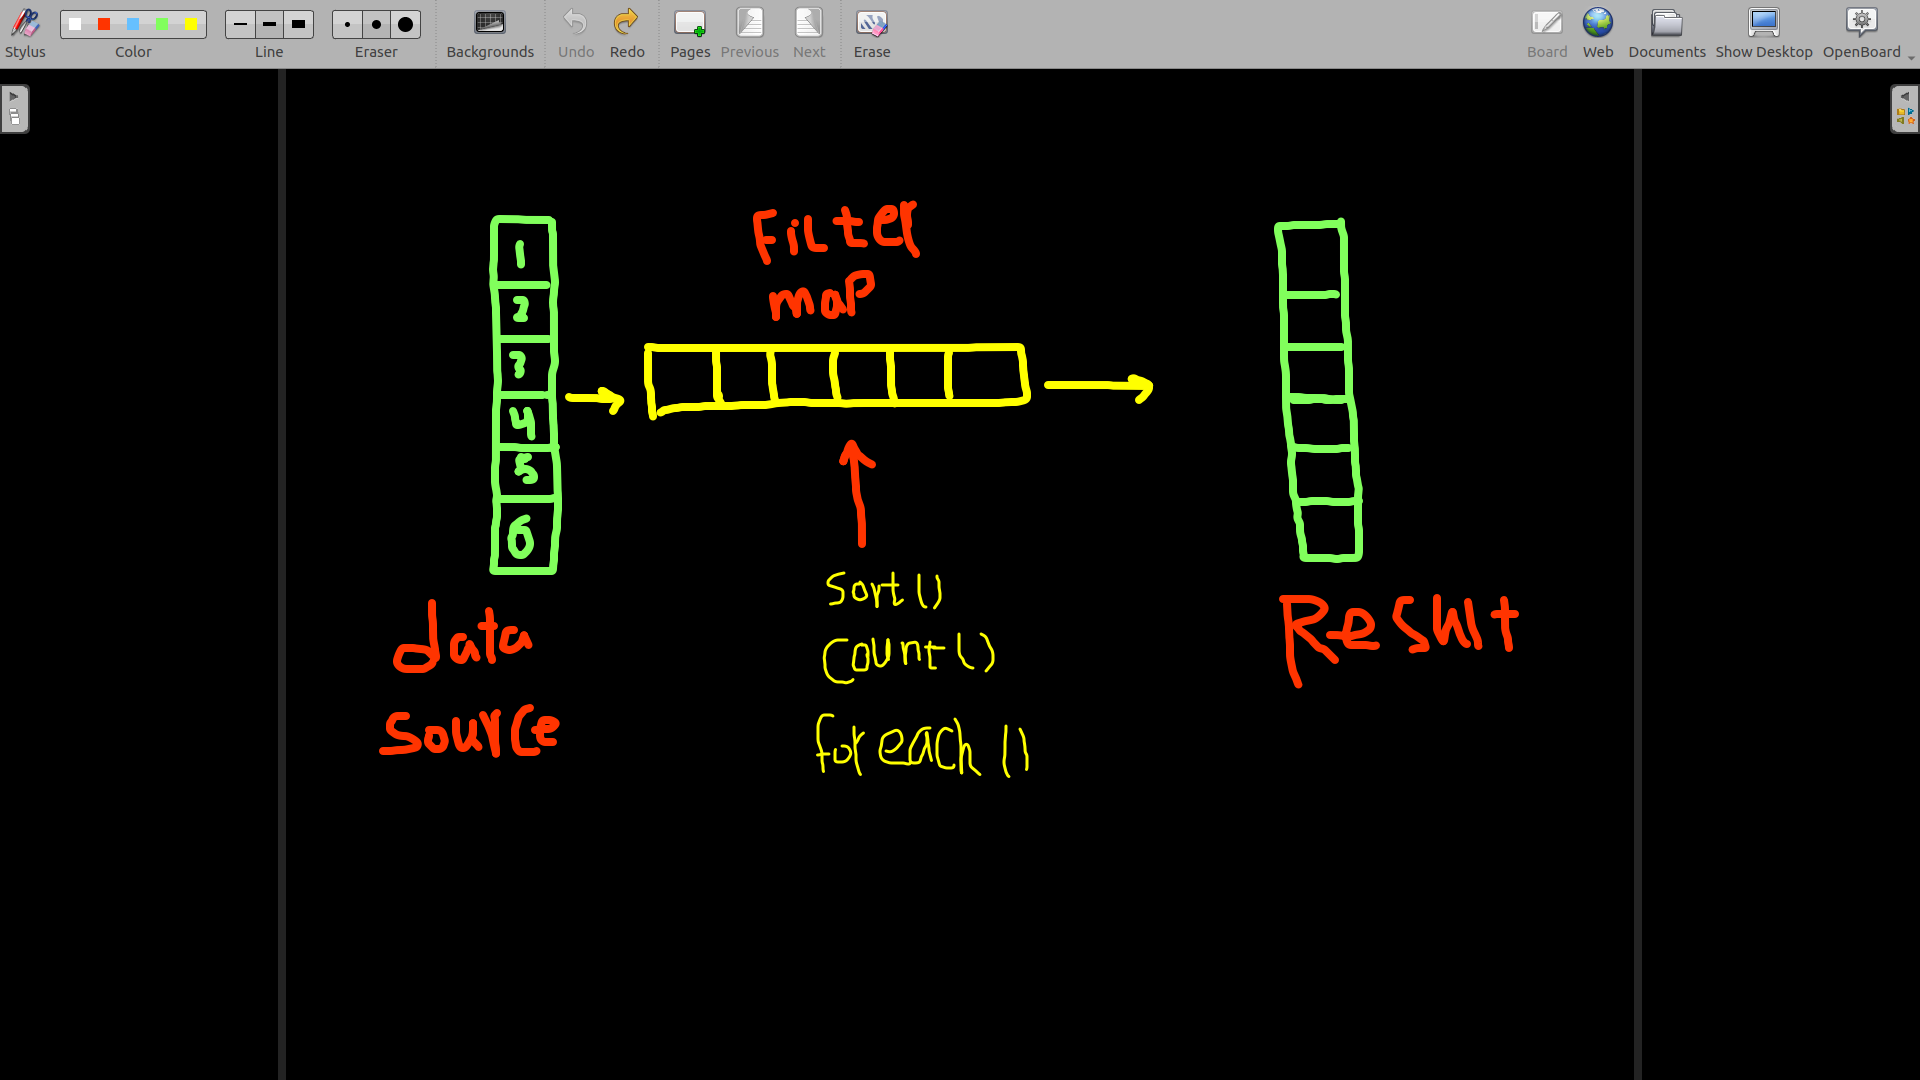 Stylus
Color
Line
Eraser
Backgrounds
Undo
Redo
Pages
Previous
Next
Erase
Board
Web
Documents
Show Desktop
OpenBoard
Filter
map
1
2
3
4
5
6
data
source
sort()
count()
foreach()
Result